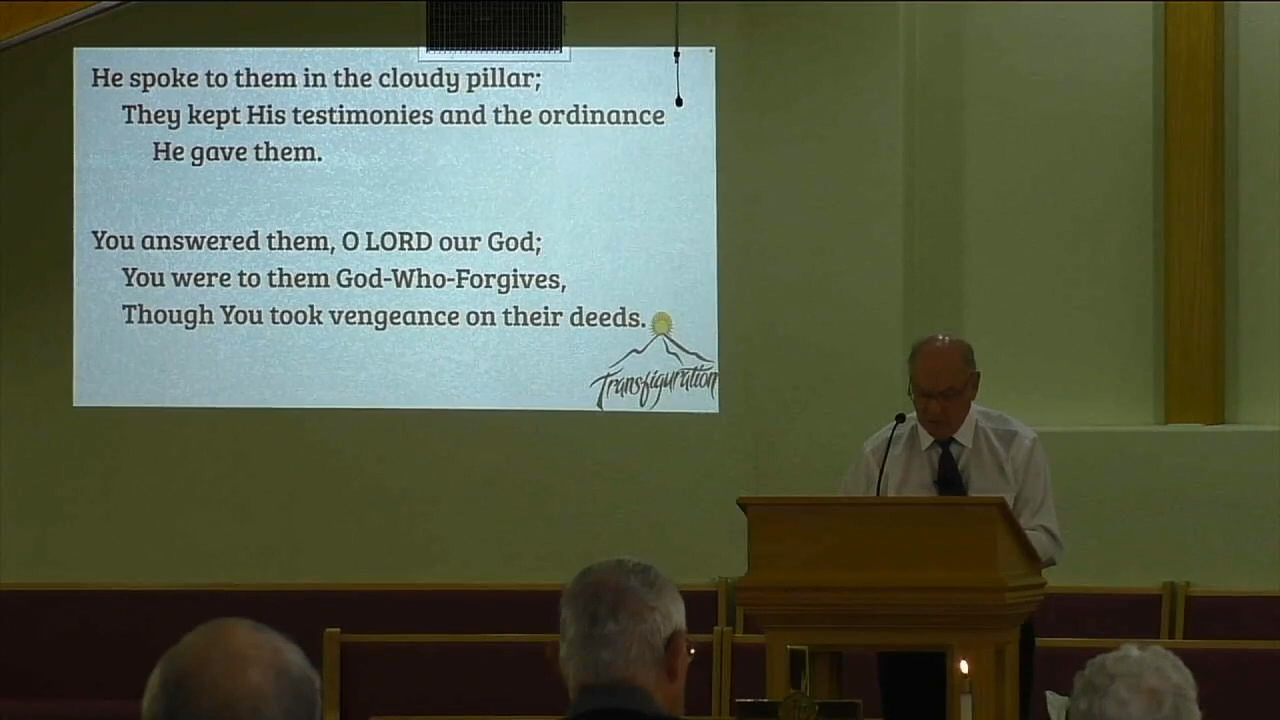 He spoke to them in the cloudy pillar;
They kept His testimonies and the ordinance
He gave them.
You answered them, O LORD our God;
You were to them God-Who-Forgives,
Though You took vengeance on their deeds.
Transfiguration